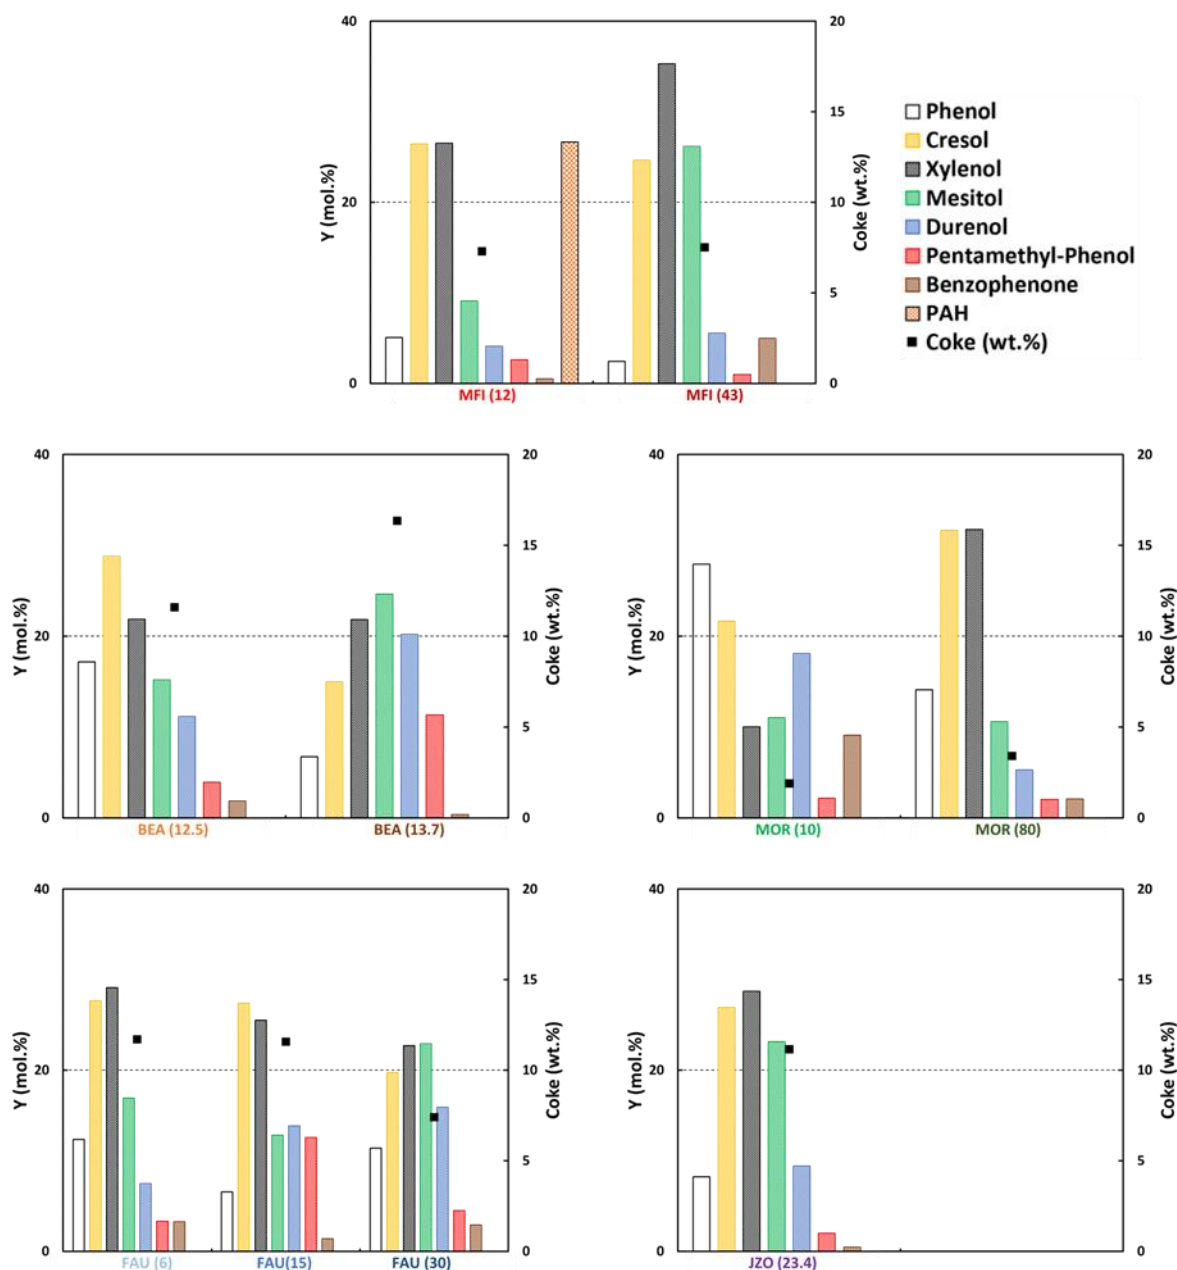 40
20
0
Y (mol.%)
20
15
10
5
0
Coke (wt.%)
MFI (12)
MFI (43)
Phenol
Cresol
Xylenol
Mesitol
Durenol
Pentamethyl-Phenol
Benzophenone
PAH
Coke (wt.%)
40
20
0
Y (mol.%)
20
15
10
5
0
Coke (wt.%)
BEA (12.5)
BEA (13.7)
40
20
0
Y (mol.%)
20
15
10
5
0
Coke (wt.%)
MOR (10)
MOR (80)
40
20
0
Y (mol.%)
20
15
10
5
0
Coke (wt.%)
FAU (6)
FAU(15)
FAU (30)
40
20
0
Y (mol.%)
20
15
10
5
0
Coke (wt.%)
JZO (23.4)